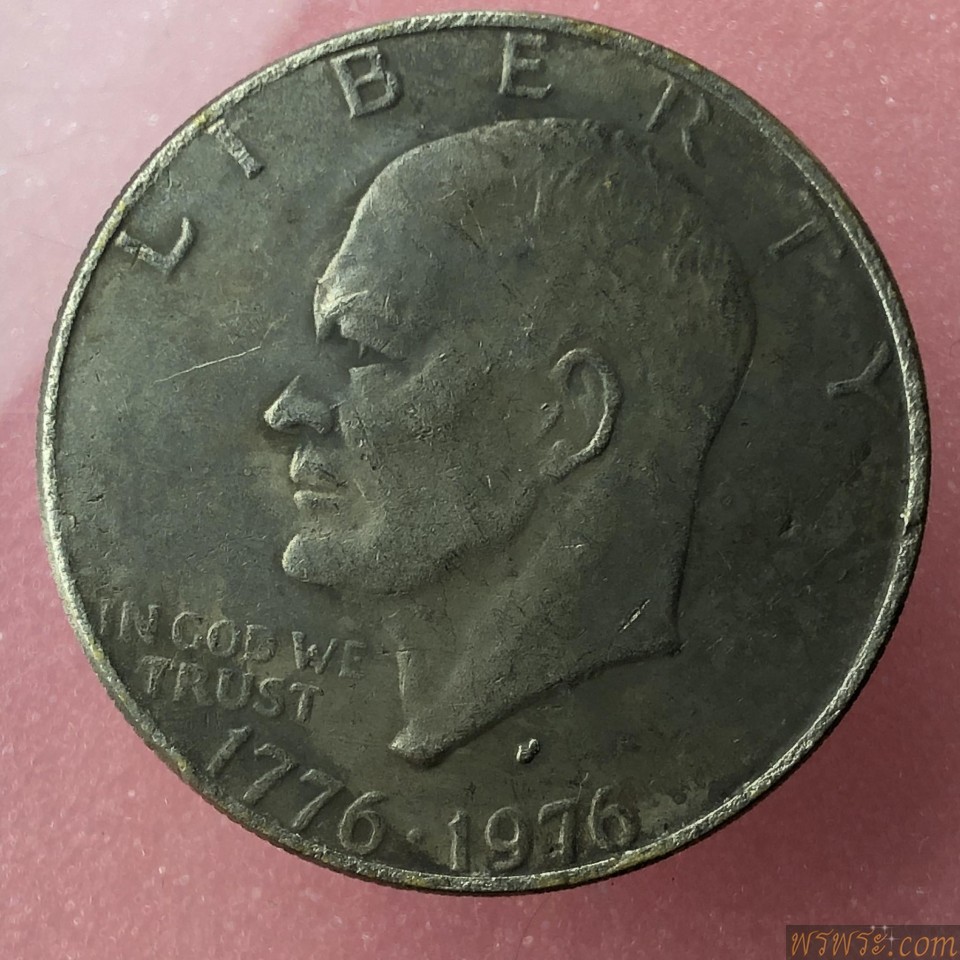 LIBERTY
IN GOD WE
TRUST
1776 · 1976
พรพระ.com